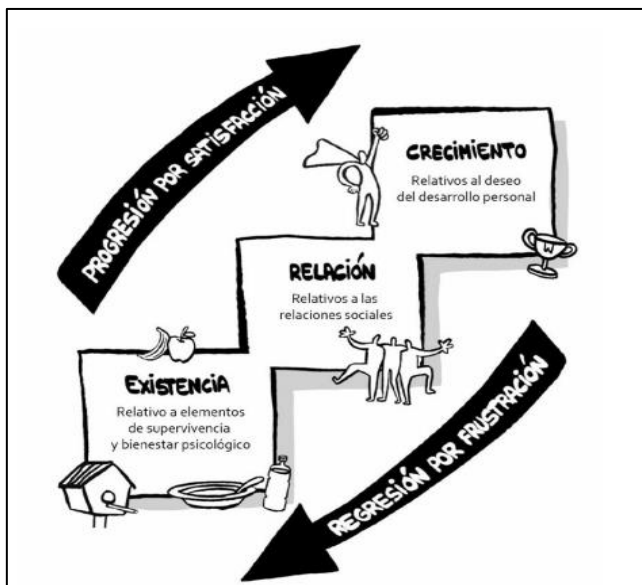 PROGRESIÓN POR SATISFACCIÓN
CRECIMIENTO
Relativos al deseo
del desarrollo personal
RELACIÓN
Relativos a las
relaciones sociales
EXISTENCIA
Relativo a elementos
de supervivencia
y bienestar psicológico
REGRESIÓN POR FRUSTRACIÓN